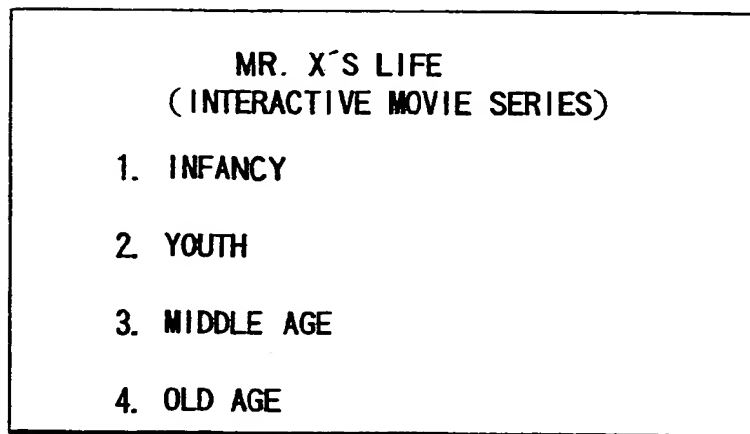 MR. X´S LIFE
(INTERACTIVE MOVIE SERIES)
1. INFANCY
2. YOUTH
3. MIDDLE AGE
4. OLD AGE